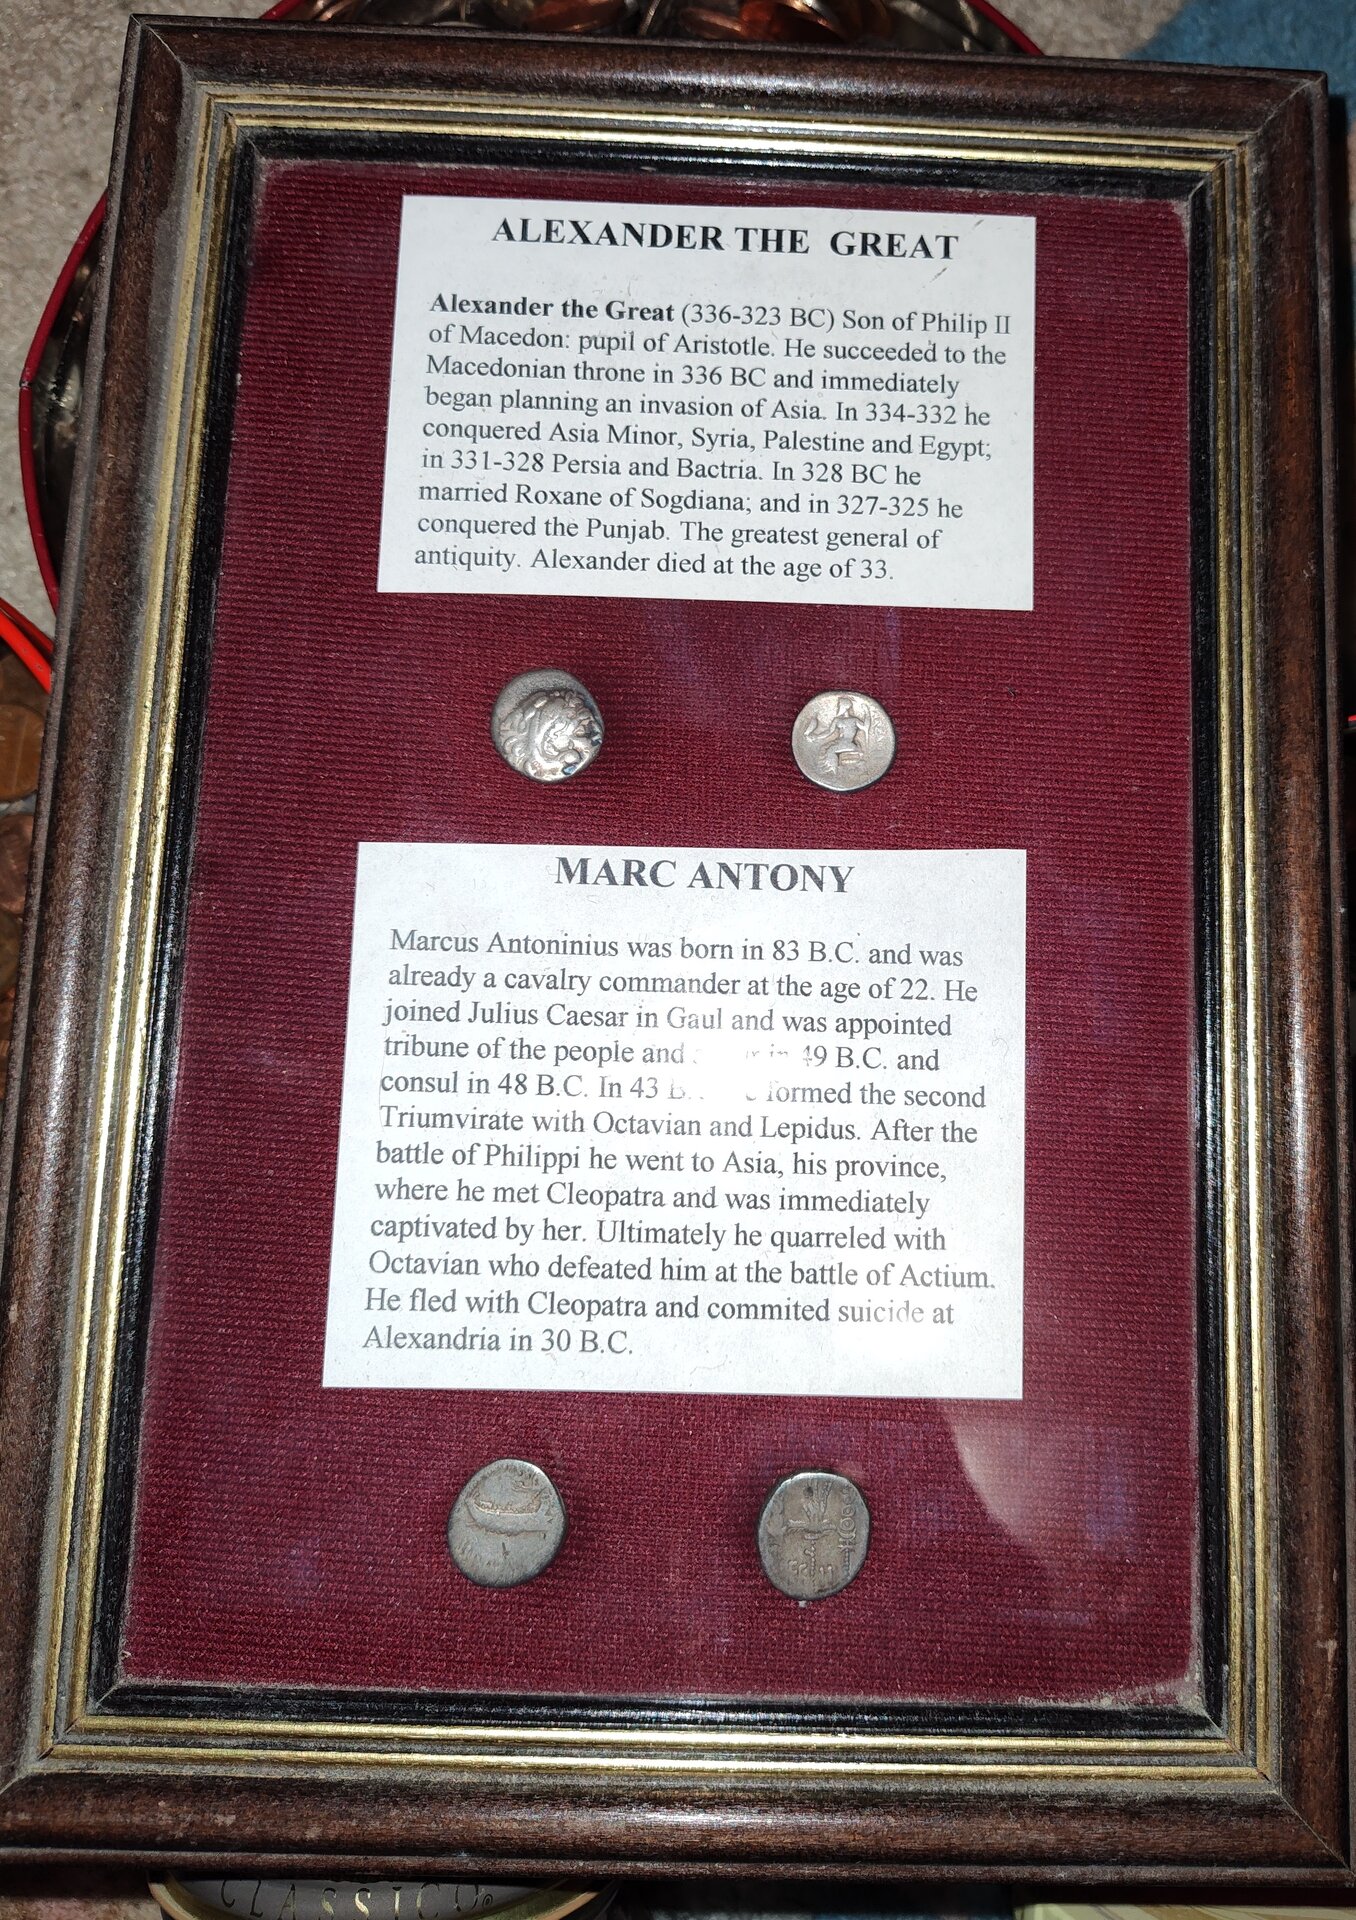 ALEXANDER THE GREAT
Alexander the Great (336-323 BC) Son of Philip II
of Macedon: pupil of Aristotle. He succeeded to the
Macedonian throne in 336 BC and immediately
began planning an invasion of Asia. In 334-332 he
conquered Asia Minor, Syria, Palestine and Egypt;
in 331-328 Persia and Bactria. In 328 BC he
married Roxane of Sogdiana; and in 327-325 he
conquered the Punjab. The greatest general of
antiquity. Alexander died at the age of 33.
MARC ANTONY
Marcus Antoninius was born in 83 B.C. and was
already a cavalry commander at the age of 22. He
joined Julius Caesar in Gaul and was appointed
tribune of the people and in 49 B.C. and
consul in 48 B.C. In 43 formed the second
Triumvirate with Octavian and Lepidus. After the
battle of Philippi he went to Asia, his province,
where he met Cleopatra and was immediately
captivated by her. Ultimately he quarreled with
Octavian who defeated him at the battle of Actium.
He fled with Cleopatra and commited suicide at
Alexandria in 30 B.C.
CLASSICO